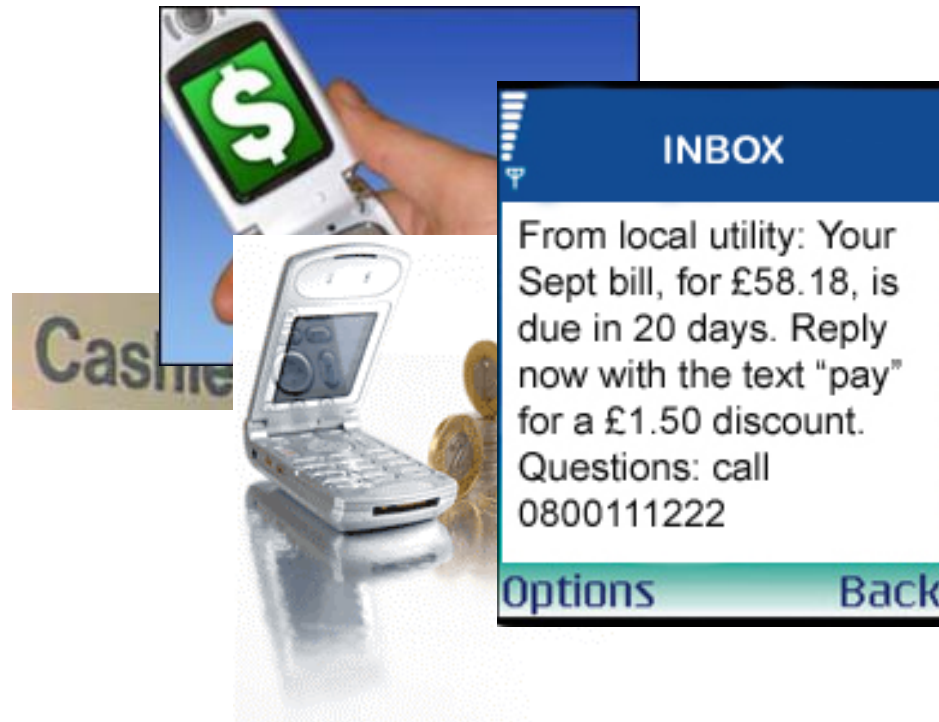 $
INBOX
From local utility: Your
Sept bill, for £58.18, is
due in 20 days. Reply
now with the text “pay”
for a £1.50 discount.
Questions: call
0800111222
Options Back